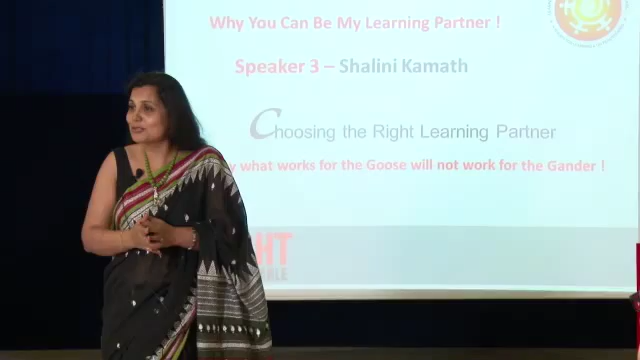 Why You Can Be My Learning Partner !
Speaker 3 – Shalini Kamath
Choosing the Right Learning Partner
what works for the Goose will not work for the Gander !